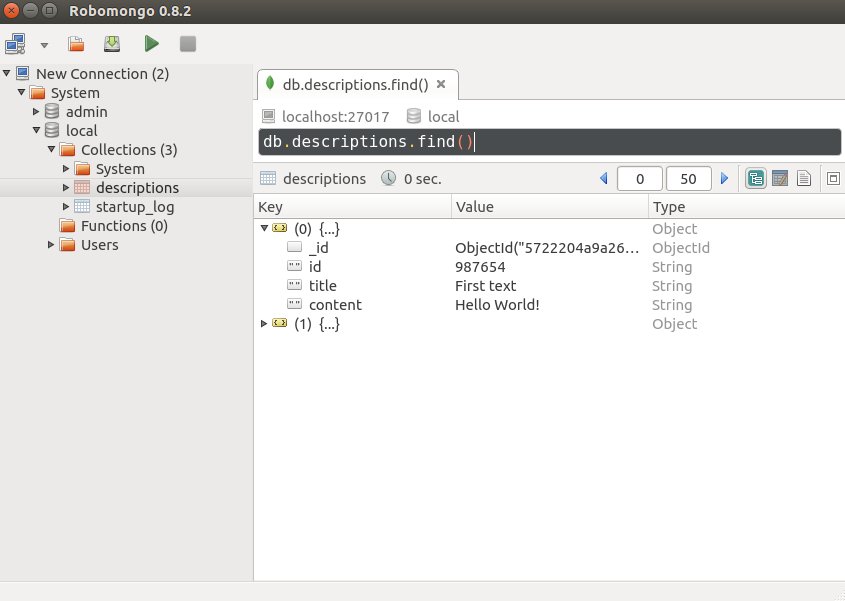 Robomongo 0.8.2
New Connection (2)
System
admin
local
Collections (3)
System
descriptions
startup_log
Functions (0)
Users
db.descriptions.find()
localhost:27017 local
db.descriptions.find()
descriptions 0 sec. 0 50
Key Value Type
(0) {...} Object
_id ObjectId("5722204a9a26... ObjectId
id 987654 String
title First text String
content Hello World! String
(1) {...} Object